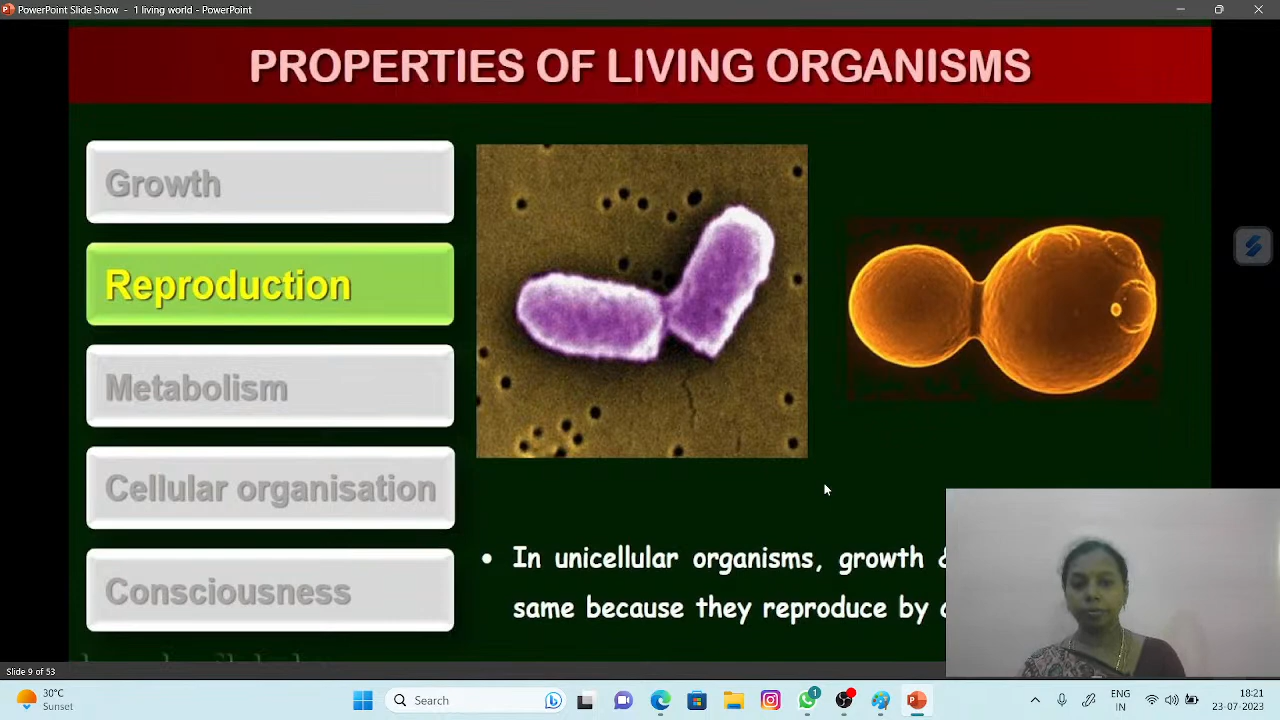 PowerPoint Slide Show - 1 living world - PowerPoint
PROPERTIES OF LIVING ORGANISMS
Growth
Reproduction
Metabolism
Cellular organisation
Consciousness
• In unicellular organisms, growth
same because they reproduce by
Slide 9 of 53
30°C
Sunset
Search
1
ENG
IN
18:21
23-07-2023